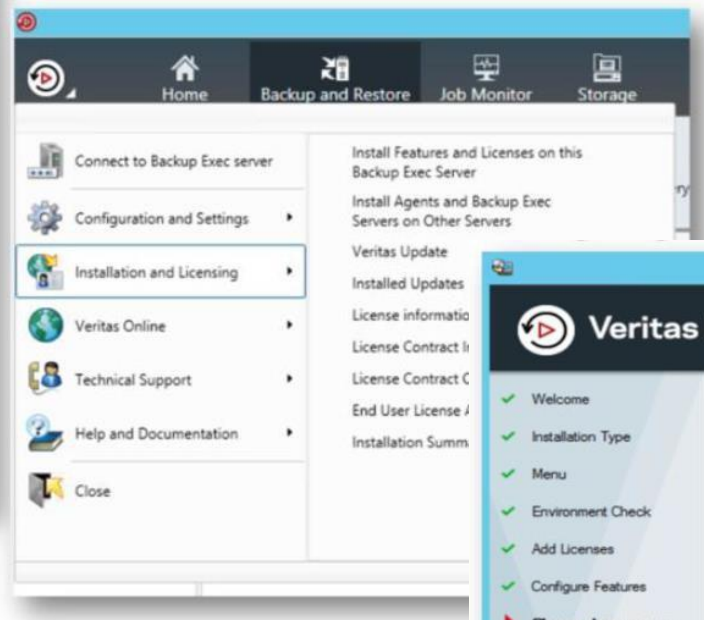 Home
Backup and Restore
Job Monitor
Storage
Connect to Backup Exec server
Configuration and Settings
Installation and Licensing
Veritas Online
Technical Support
Help and Documentation
Close
Install Features and Licenses on this
Backup Exec Server
Install Agents and Backup Exec
Servers on Other Servers
Veritas Update
Installed Updates
License informatio
License Contract I
License Contract C
End User License A
Installation Summ
Veritas
Welcome
Installation Type
Menu
Environment Check
Add Licenses
Configure Features